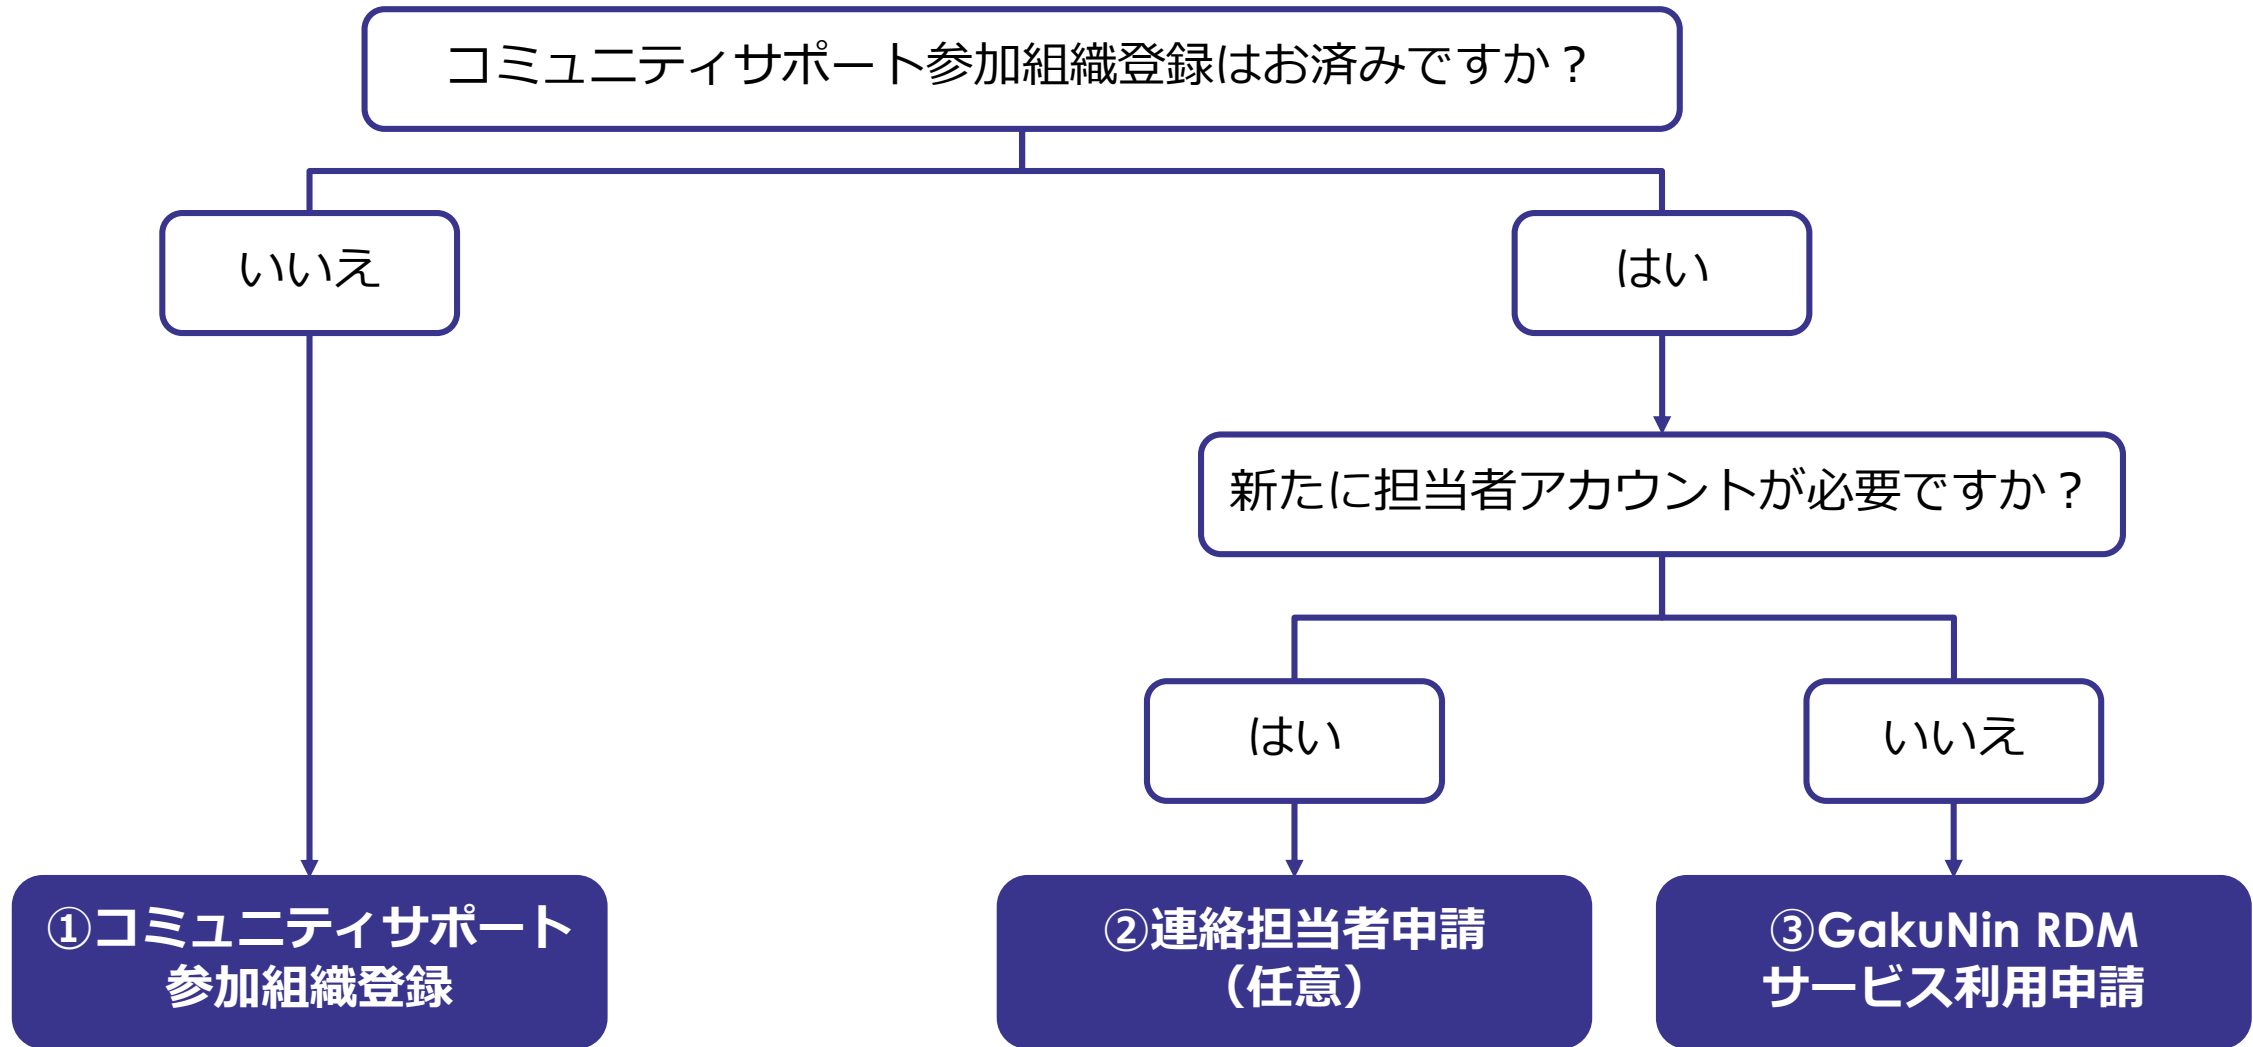 コミュニティサポート参加組織登録はお済みですか？
いいえ
はい
新たに担当者アカウントが必要ですか？
はい
いいえ
①コミュニティサポート
参加組織登録
②連絡担当者申請
（任意）
③GakuNin RDM
サービス利用申請